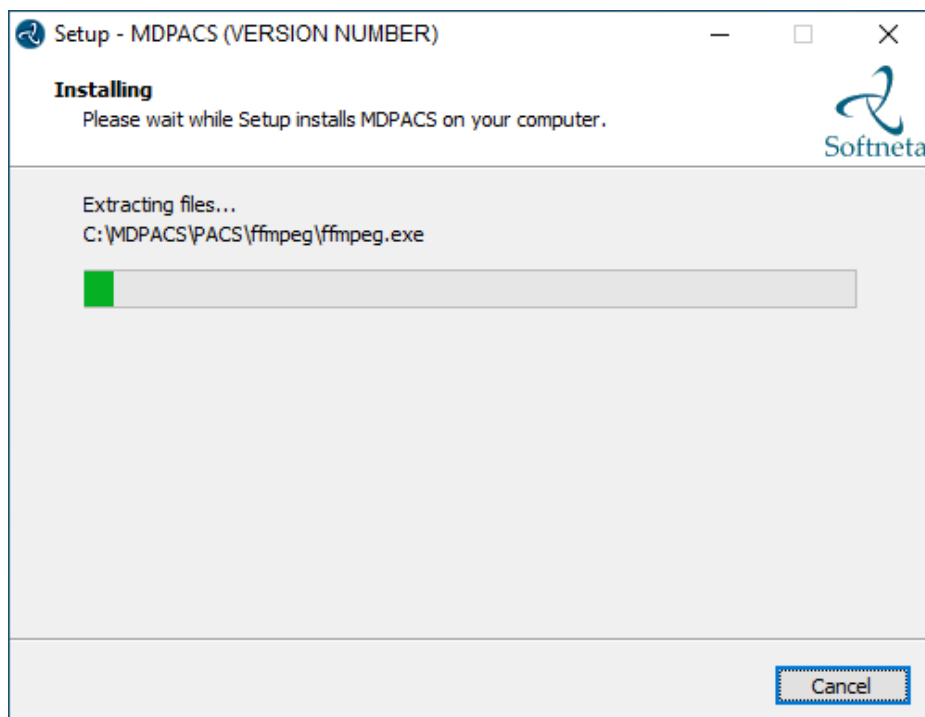 Setup - MDPACS (VERSION NUMBER)
Installing
Please wait while Setup installs MDPACS on your computer.
Softneta
Extracting files...
C:\MDPACS\PACS\ffmpeg\ffmpeg.exe
Cancel